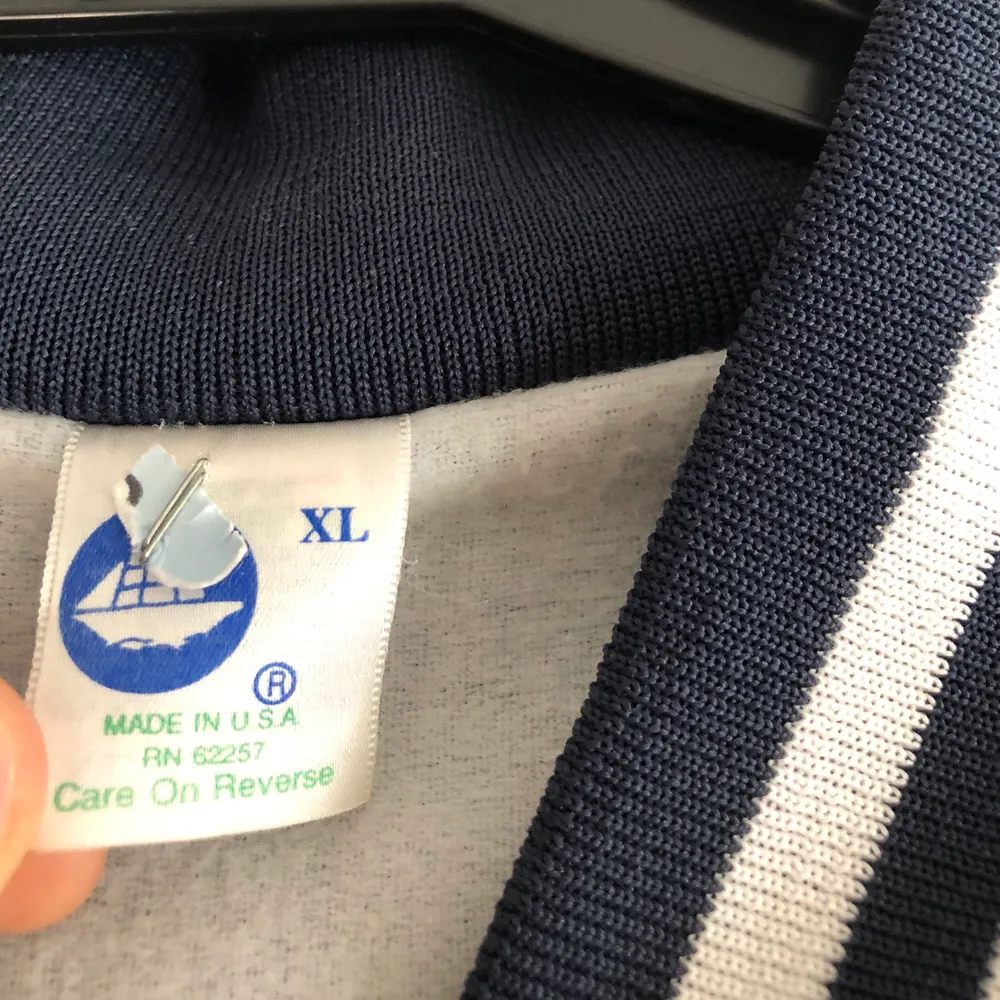 XL
®
MADE IN U.S.A
RN 62257
Care On Reverse